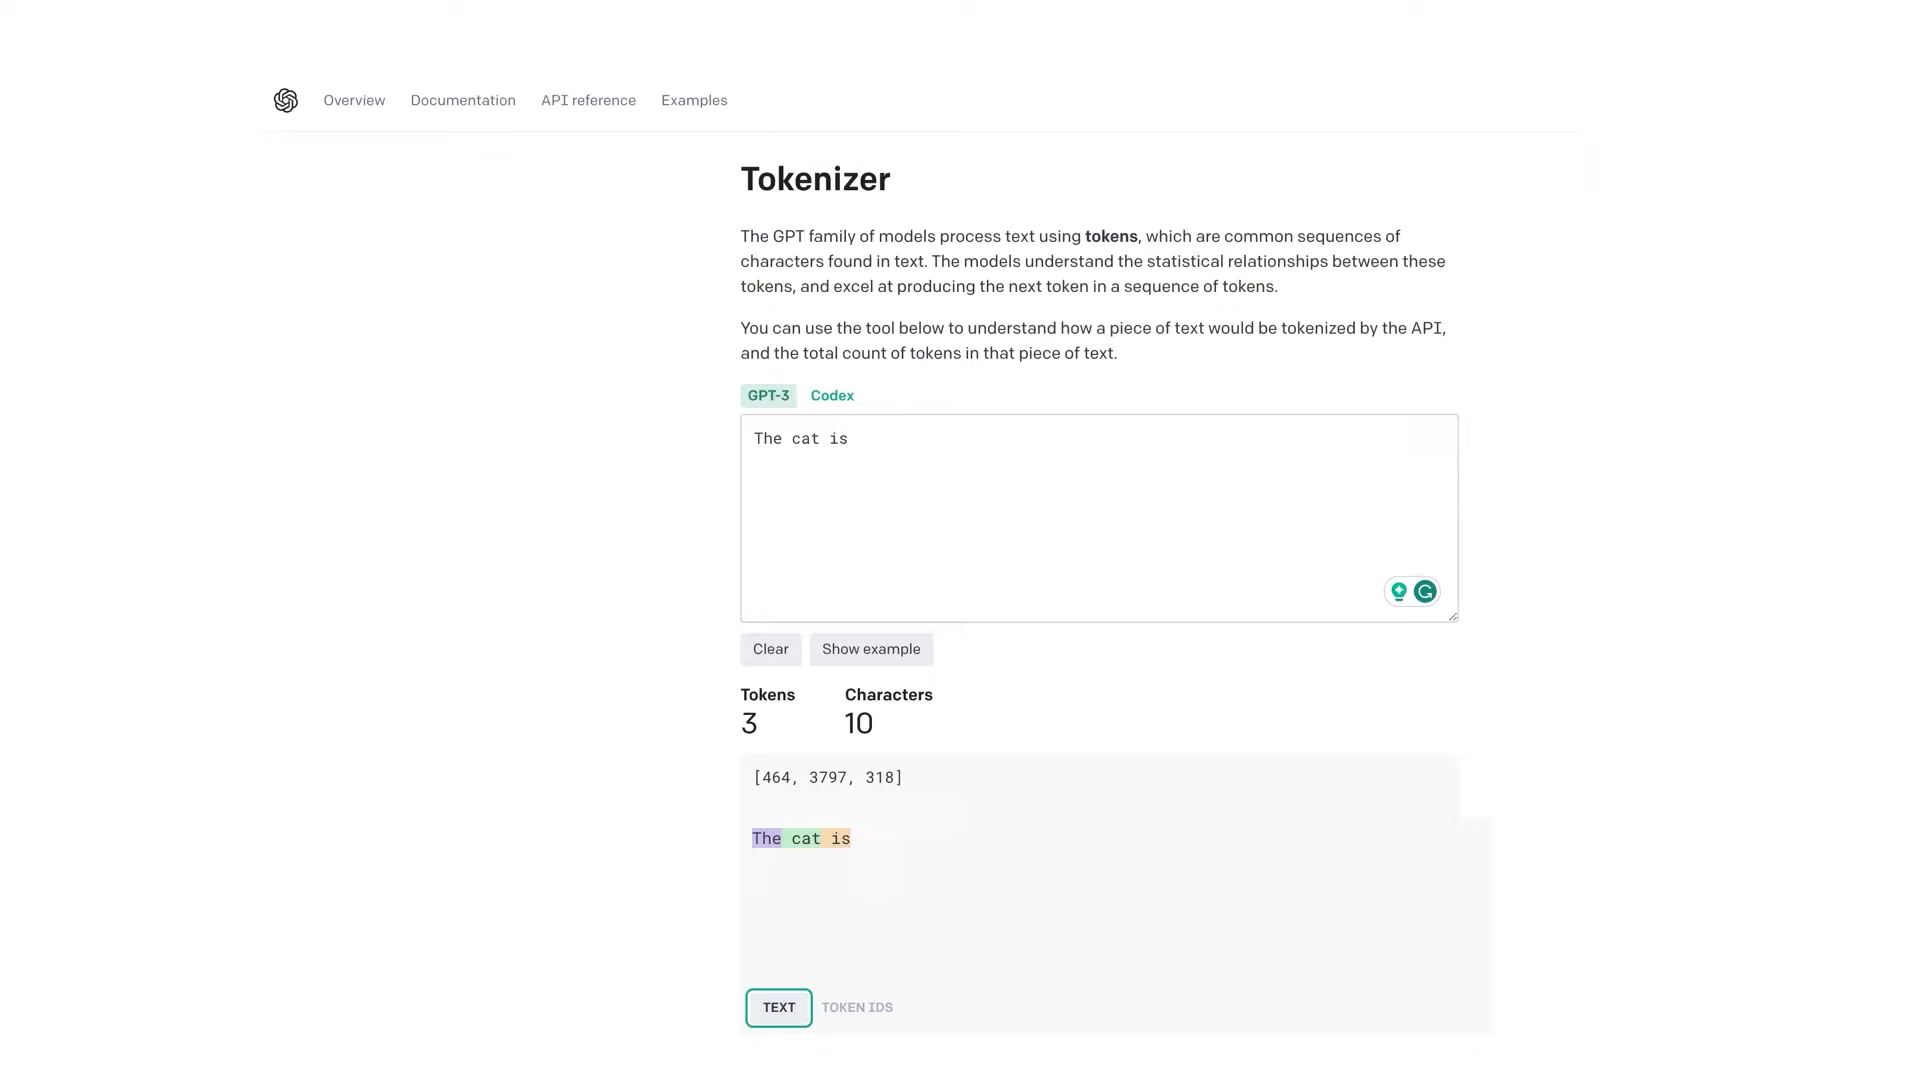 Overview Documentation API reference Examples
Tokenizer
The GPT family of models process text using tokens, which are common sequences of
characters found in text. The models understand the statistical relationships between these
tokens, and excel at producing the next token in a sequence of tokens.
You can use the tool below to understand how a piece of text would be tokenized by the API,
and the total count of tokens in that piece of text.
GPT-3 Codex
The cat is
Clear Show example
Tokens Characters
3 10
[464, 3797, 318]
The cat is
TEXT TOKEN IDS